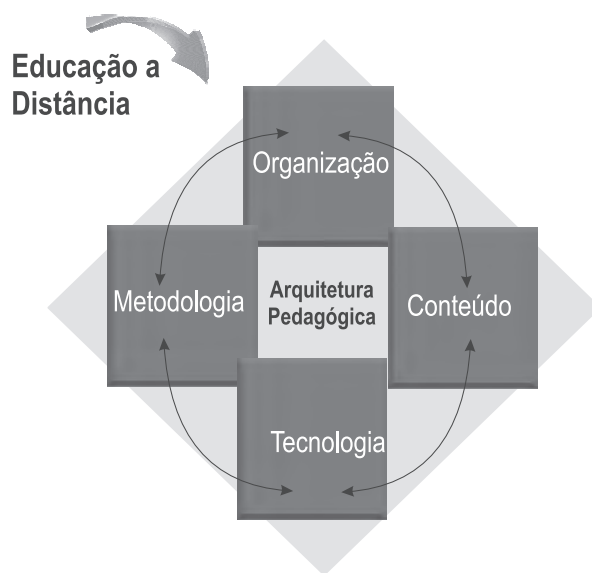 Educação a
Distância
Organização
Metodologia
Arquitetura
Pedagógica
Conteúdo
Tecnologia